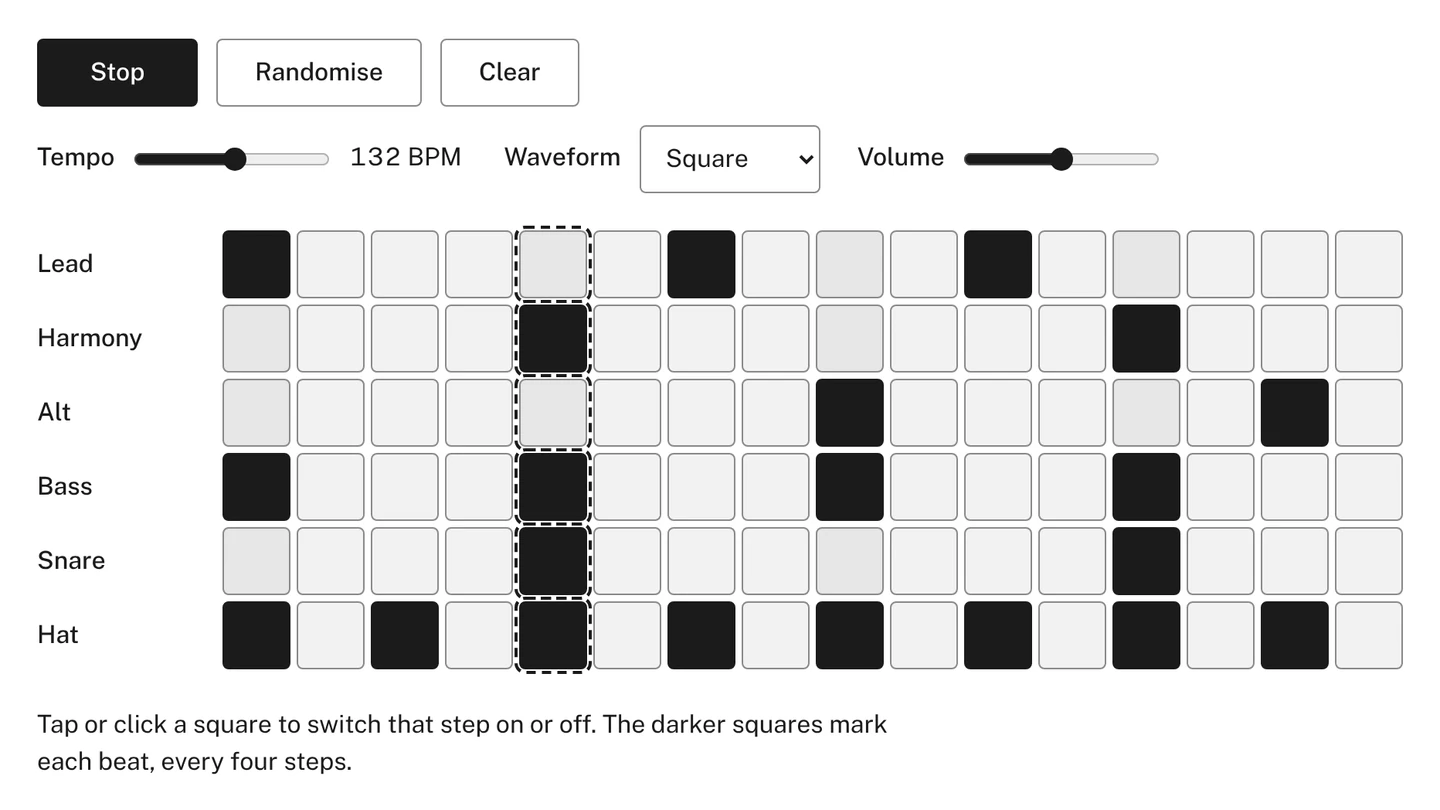 Stop Randomise Clear
Tempo 132 BPM Waveform Square Volume
Lead
Harmony
Alt
Bass
Snare
Hat
Tap or click a square to switch that step on or off. The darker squares mark
each beat, every four steps.